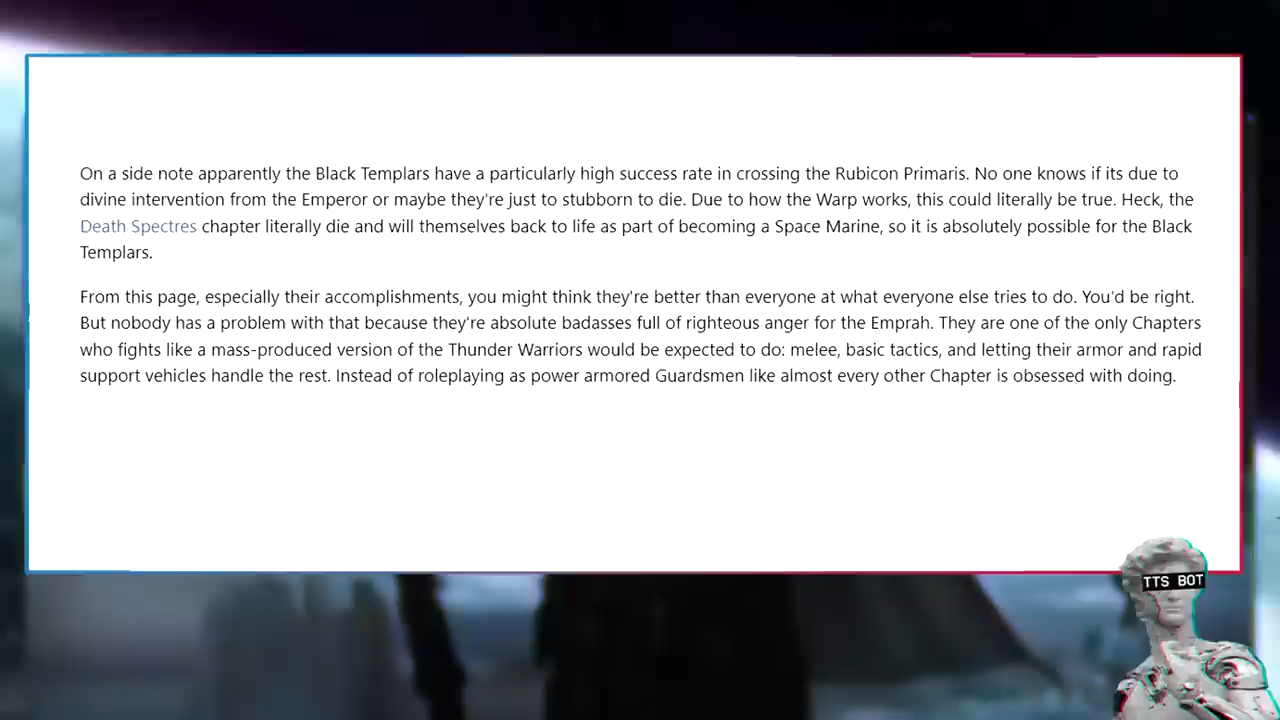 On a side note apparently the Black Templars have a particularly high success rate in crossing the Rubicon Primaris. No one knows if its due to
divine intervention from the Emperor or maybe they're just to stubborn to die. Due to how the Warp works, this could literally be true. Heck, the
Death Spectres chapter literally die and will themselves back to life as part of becoming a Space Marine, so it is absolutely possible for the Black
Templars.
From this page, especially their accomplishments, you might think they're better than everyone at what everyone else tries to do. You'd be right.
But nobody has a problem with that because they're absolute badasses full of righteous anger for the Emprah. They are one of the only Chapters
who fights like a mass-produced version of the Thunder Warriors would be expected to do: melee, basic tactics, and letting their armor and rapid
support vehicles handle the rest. Instead of roleplaying as power armored Guardsmen like almost every other Chapter is obsessed with doing.
TTS BOT